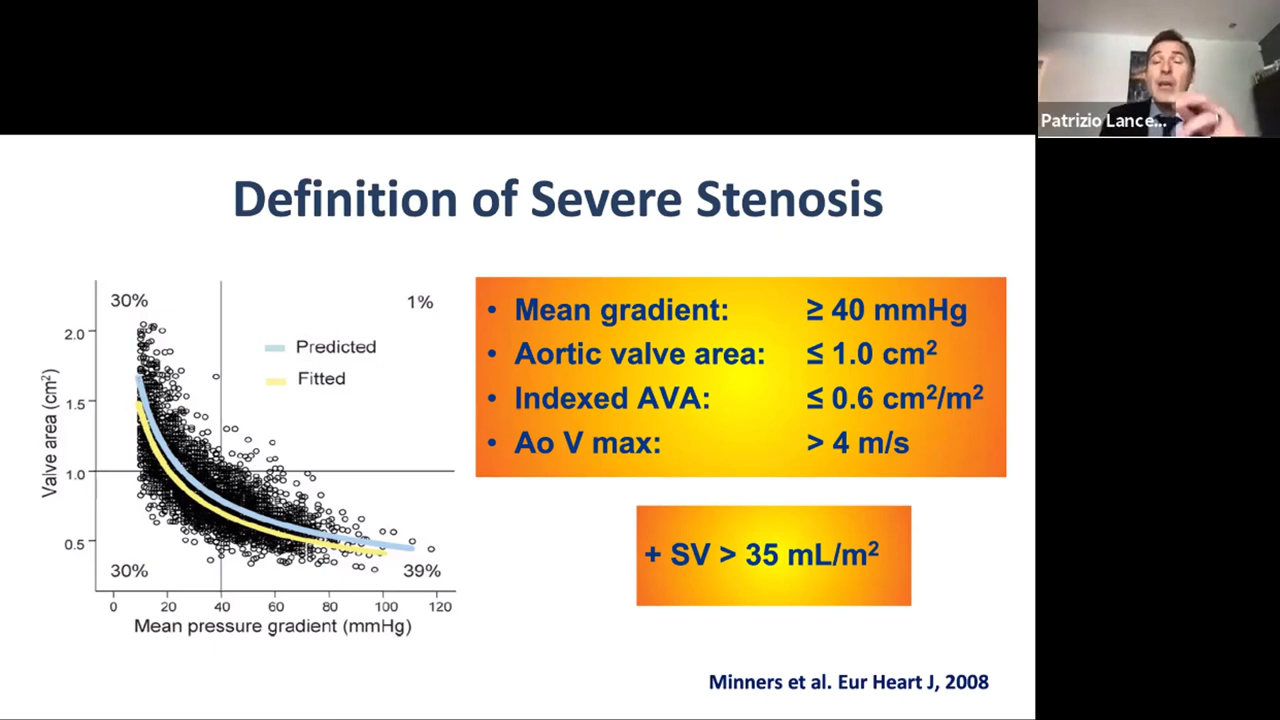 Patrizio Lance...
Definition of Severe Stenosis
30%
1%
Predicted
Fitted
Valve area (cm²)
2.0
1.5
1.0
0.5
30%
39%
0 20 40 60 80 100 120
Mean pressure gradient (mmHg)
• Mean gradient: ≥ 40 mmHg
• Aortic valve area: ≤ 1.0 cm²
• Indexed AVA: ≤ 0.6 cm²/m²
• Ao V max: > 4 m/s
+ SV > 35 mL/m²
Minners et al. Eur Heart J, 2008